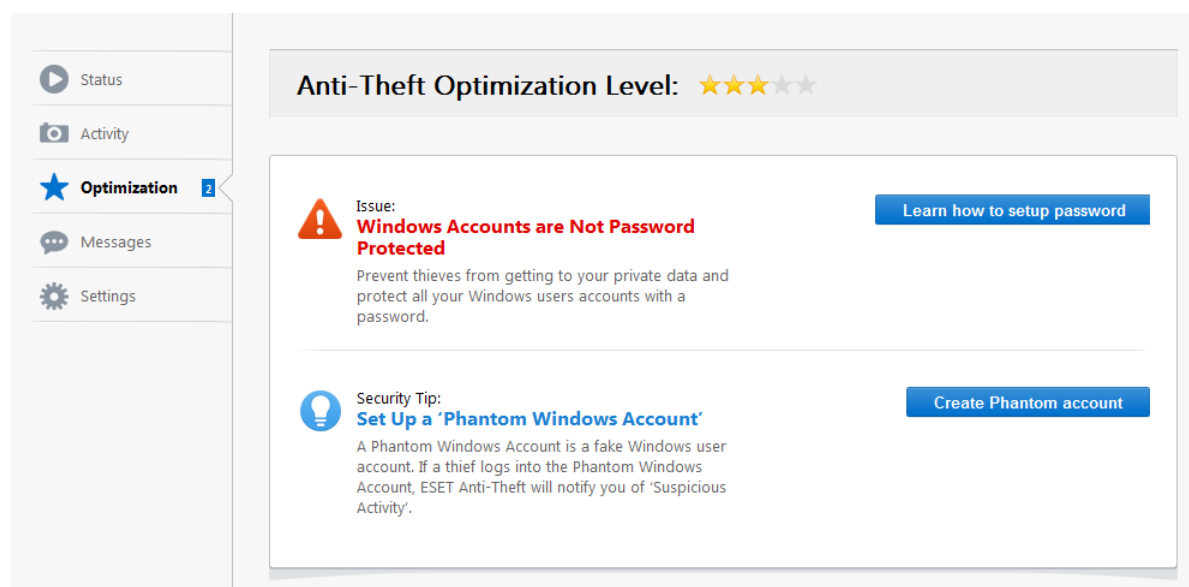 Status
Activity
Optimization 2
Messages
Settings
Anti-Theft Optimization Level:
Issue:
Windows Accounts are Not Password
Protected
Prevent thieves from getting to your private data and
protect all your Windows users accounts with a
password.
Learn how to setup password
Security Tip:
Set Up a ‘Phantom Windows Account’
A Phantom Windows Account is a fake Windows user
account. If a thief logs into the Phantom Windows
Account, ESET Anti-Theft will notify you of ‘Suspicious
Activity’.
Create Phantom account